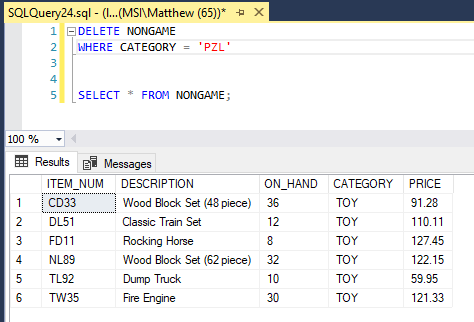 SQLQuery24.sql - (l...(MSI\Matthew (65))*
1 DELETE NONGAME
2 WHERE CATEGORY = 'PZL'
3
4
5 SELECT * FROM NONGAME;
100 %
Results Messages
ITEM_NUM DESCRIPTION ON_HAND CATEGORY PRICE
1 CD33 Wood Block Set (48 piece) 36 TOY 91.28
2 DL51 Classic Train Set 12 TOY 110.11
3 FD11 Rocking Horse 8 TOY 127.45
4 NL89 Wood Block Set (62 piece) 32 TOY 122.15
5 TL92 Dump Truck 10 TOY 59.95
6 TW35 Fire Engine 30 TOY 121.33